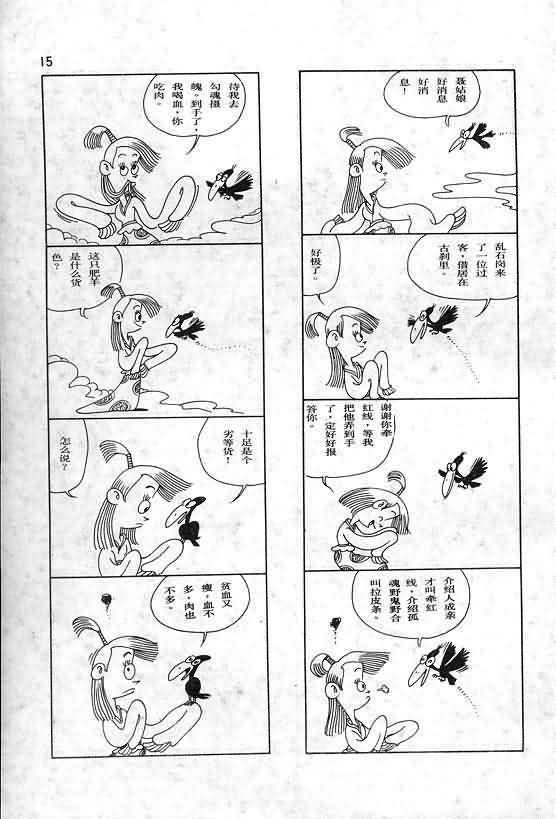 15
聂姑娘
好消息
好消
息！
乱石岗来
了一位过
客，借居在
古刹里。
好极了。
谢谢你牵
红线，等我
把他弄到手
了，定好好报
答你。
介绍人成亲
才叫牵红
线，介绍孤
魂野鬼野合
叫拉皮条。
待我去
勾魂摄
魄。到手了，
我喝血，你
吃肉。
这只肥羊
是什么货
色？
十足是个
劣等货！
怎么说？
贫血又
瘦，血不
多，肉也
不多。